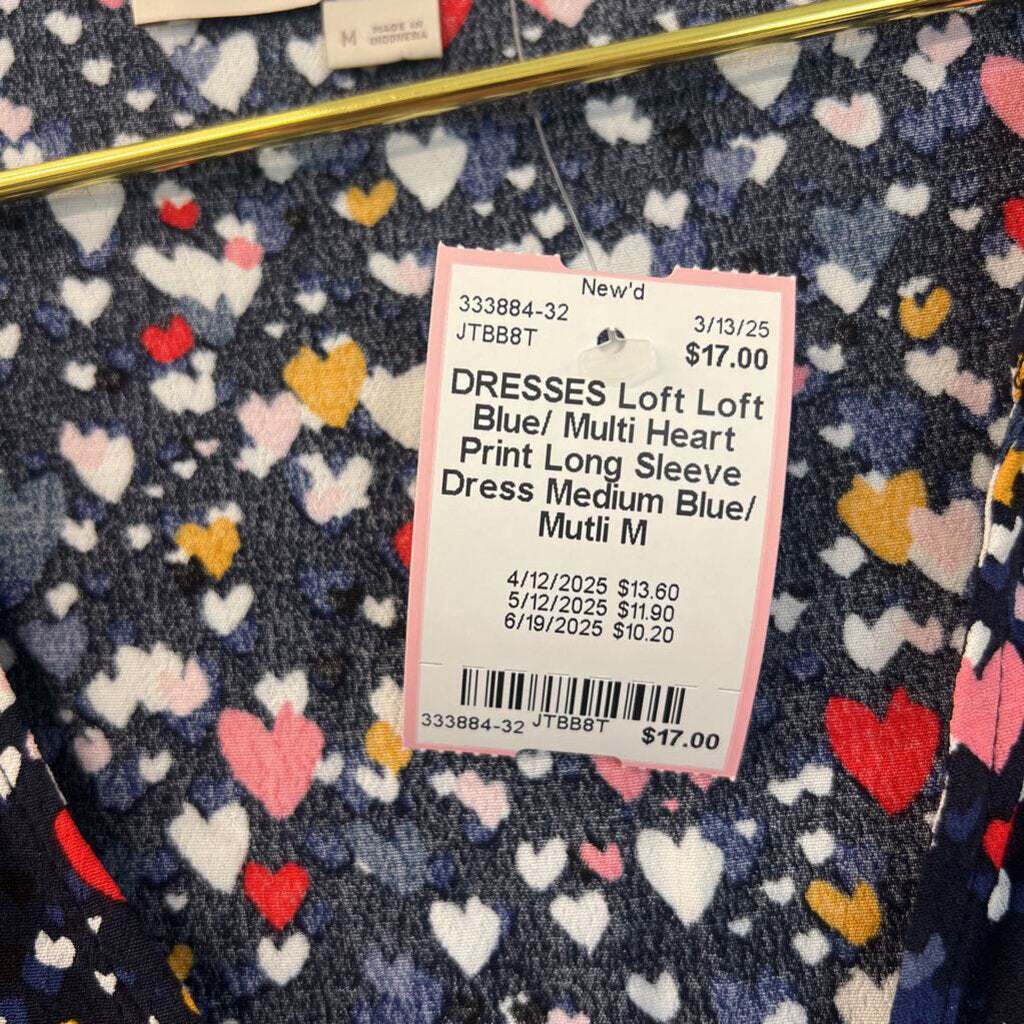 M
MADE IN
INDONESIA
New'd
333884-32
3/13/25
JTBB8T
$17.00
DRESSES Loft Loft
Blue/ Multi Heart
Print Long Sleeve
Dress Medium Blue/
Mutli M
4/12/2025 $13.60
5/12/2025 $11.90
6/19/2025 $10.20
333884-32 JTBB8T $17.00